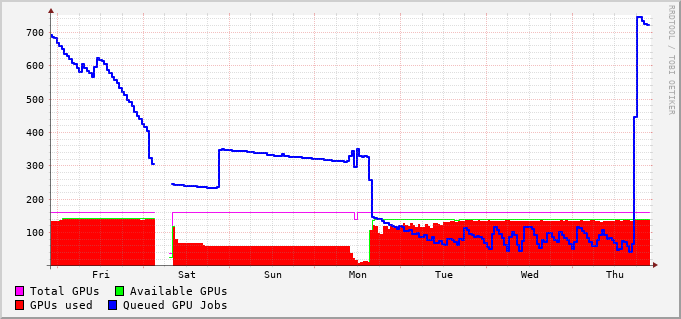 700
600
500
400
300
200
100
Fri Sat Sun Mon Tue Wed Thu
Total GPUs Available GPUs
GPUs used Queued GPU Jobs
RRDTOOL / TOBI OETIKER